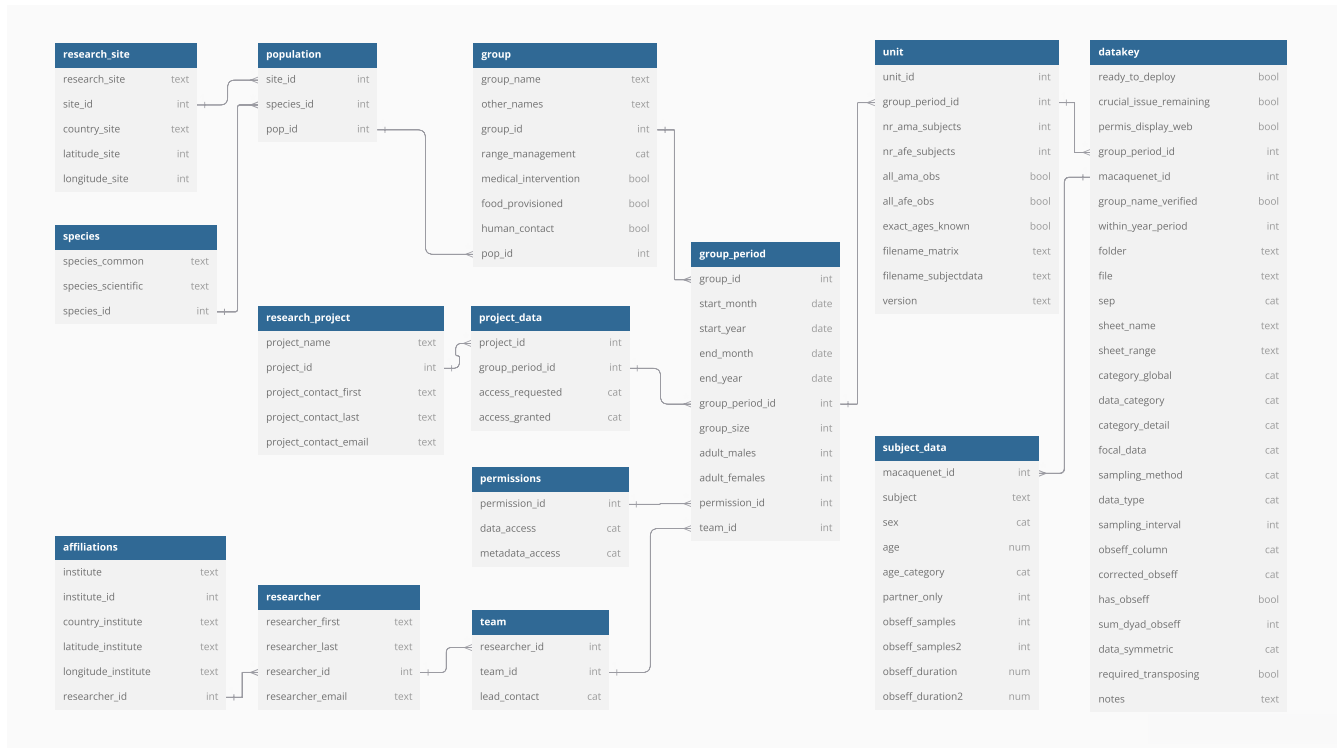 research_site
research_site text
site_id int
country_site text
latitude_site int
longitude_site int
species
species_common text
species_scientific text
species_id int
affiliations
institute text
institute_id int
country_institute text
latitude_institute text
longitude_institute text
researcher_id int
population
site_id int
species_id int
pop_id int
research_project
project_name text
project_id int
project_contact_first text
project_contact_last text
project_contact_email text
researcher
researcher_first text
researcher_last text
researcher_id int
researcher_email text
group
group_name text
other_names text
group_id int
range_management cat
medical_intervention bool
food_provisioned bool
human_contact bool
pop_id int
project_data
project_id int
group_period_id int
access_requested cat
access_granted cat
permissions
permission_id int
data_access cat
metadata_access cat
team
researcher_id int
team_id int
lead_contact cat
group_period
group_id int
start_month date
start_year date
end_month date
end_year date
group_period_id int
group_size int
adult_males int
adult_females int
permission_id int
team_id int
unit
unit_id int
group_period_id int
nr_ama_subjects int
nr_afe_subjects int
all_ama_obs bool
all_afe_obs bool
exact_ages_known bool
filename_matrix text
filename_subjectdata text
version text
subject_data
macaquenet_id int
subject text
sex cat
age num
age_category cat
partner_only int
obseff_samples int
obseff_samples2 int
obseff_duration num
obseff_duration2 num
datakey
ready_to_deploy bool
crucial_issue_remaining bool
permis_display_web bool
group_period_id int
macaquenet_id int
group_name_verified bool
within_year_period int
folder text
file text
sep cat
sheet_name text
sheet_range text
category_global cat
data_category cat
category_detail cat
focal_data cat
sampling_method cat
data_type cat
sampling_interval int
obseff_column cat
corrected_obseff cat
has_obseff bool
sum_dyad_obseff int
data_symmetric cat
required_transposing bool
notes text